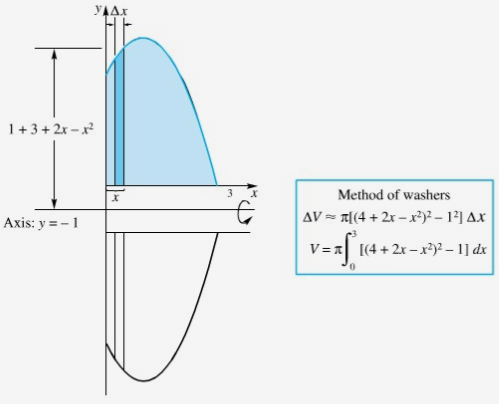 y Δx
1 + 3 + 2x – x²
x 3 x
Axis: y = – 1
Method of washers
ΔV ≈ π[(4 + 2x – x²)² – 1²] Δx
V = π∫₀³ [(4 + 2x – x²)² – 1] dx